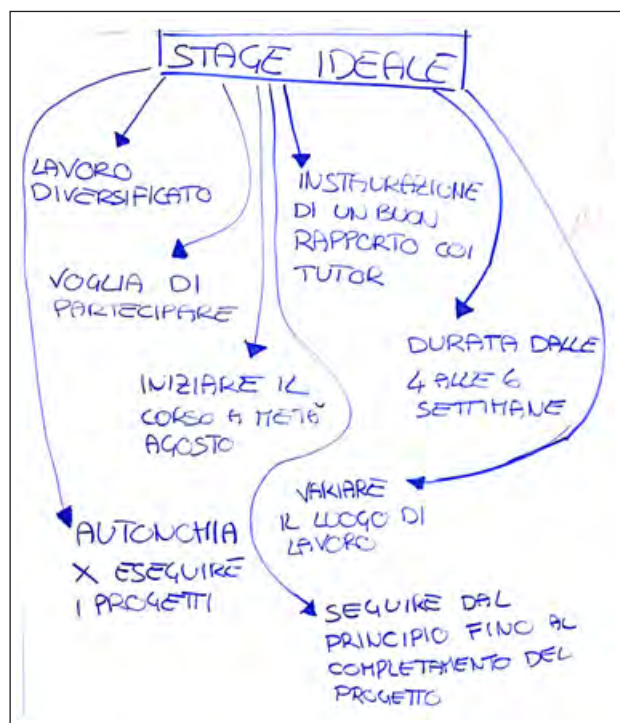 STAGE IDEALE
LAVORO
DIVERSIFICATO
INSTAURAZIONE
DI UN BUON
RAPPORTO COI
TUTOR
VOGLIA DI
PARTECIPARE
DURATA DALLE
4 ALLE 6
SETTIMANE
INIZIARE IL
CORSO A METÀ
AGOSTO
VARIARE
IL LUOGO DI
LAVORO
AUTONOMIA
X ESEGUIRE
I PROGETTI
SEGUIRE DAL
PRINCIPIO FINO AL
COMPLETAMENTO DEL
PROGETTO